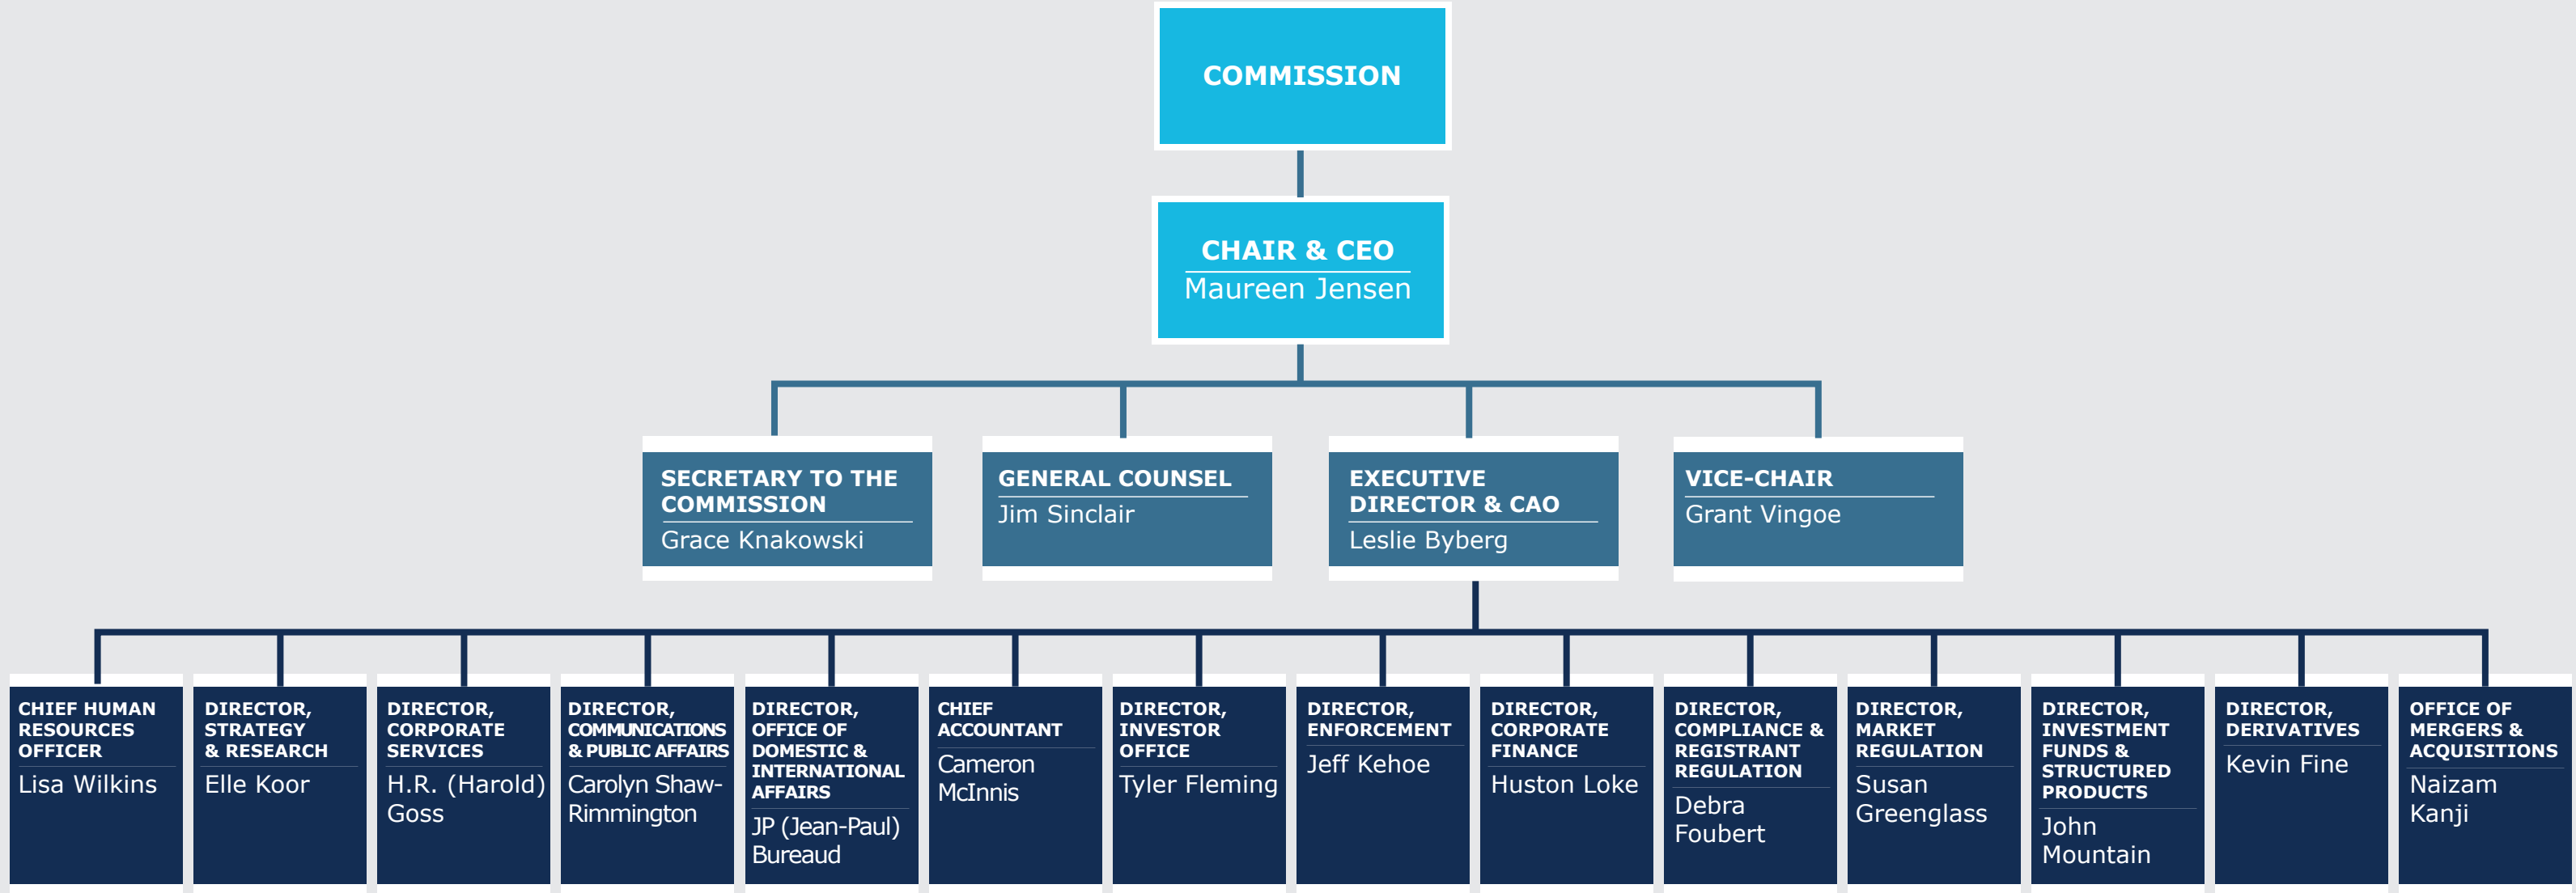 COMMISSION
CHAIR & CEO
Maureen Jensen
SECRETARY TO THE
COMMISSION
Grace Knakowski
GENERAL COUNSEL
Jim Sinclair
EXECUTIVE
DIRECTOR & CAO
Leslie Byberg
VICE-CHAIR
Grant Vingoe
CHIEF HUMAN
RESOURCES
OFFICER
Lisa Wilkins
DIRECTOR,
STRATEGY
& RESEARCH
Elle Koor
DIRECTOR,
CORPORATE
SERVICES
H.R. (Harold)
Goss
DIRECTOR,
COMMUNICATIONS
& PUBLIC AFFAIRS
Carolyn Shaw-
Rimmington
DIRECTOR,
OFFICE OF
DOMESTIC &
INTERNATIONAL
AFFAIRS
JP (Jean-Paul)
Bureaud
CHIEF
ACCOUNTANT
Cameron
McInnis
DIRECTOR,
INVESTOR
OFFICE
Tyler Fleming
DIRECTOR,
ENFORCEMENT
Jeff Kehoe
DIRECTOR,
CORPORATE
FINANCE
Huston Loke
DIRECTOR,
COMPLIANCE &
REGISTRANT
REGULATION
Debra
Foubert
DIRECTOR,
MARKET
REGULATION
Susan
Greenglass
DIRECTOR,
INVESTMENT
FUNDS &
STRUCTURED
PRODUCTS
John
Mountain
DIRECTOR,
DERIVATIVES
Kevin Fine
OFFICE OF
MERGERS &
ACQUISITIONS
Naizam
Kanji